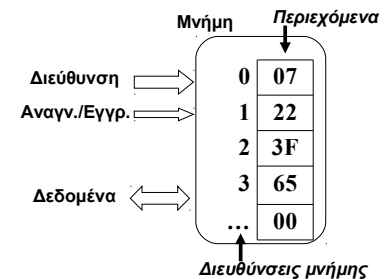 Μνήμη Περιεχόμενα
Διεύθυνση 0 07
Αναγν./Εγγρ. 1 22
2 3F
Δεδομένα 3 65
... 00
Διευθύνσεις μνήμης